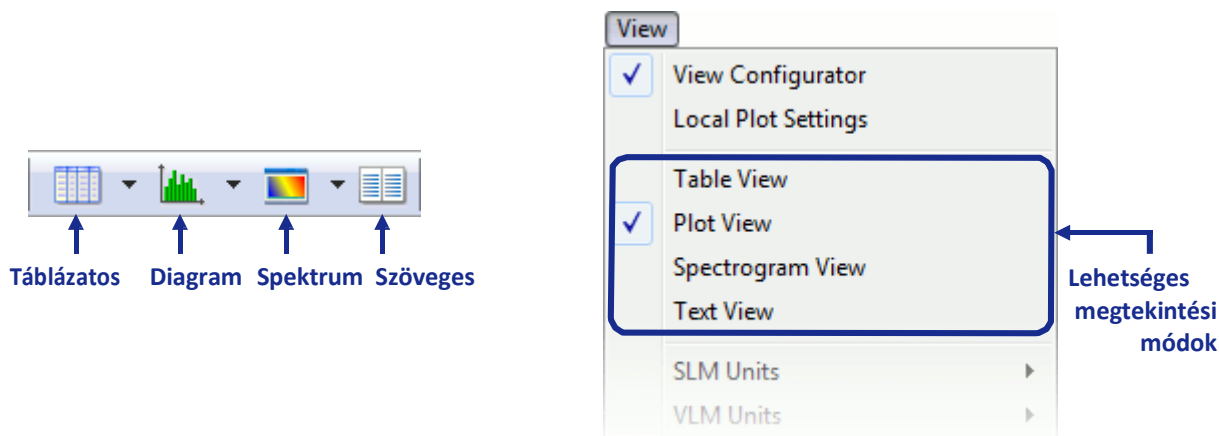 View
View Configurator
Local Plot Settings
Table View
Plot View
Spectrogram View
Text View
SLM Units
VLM Units
Táblázatos Diagram Spektrum Szöveges
Lehetséges
megtekintési
módok